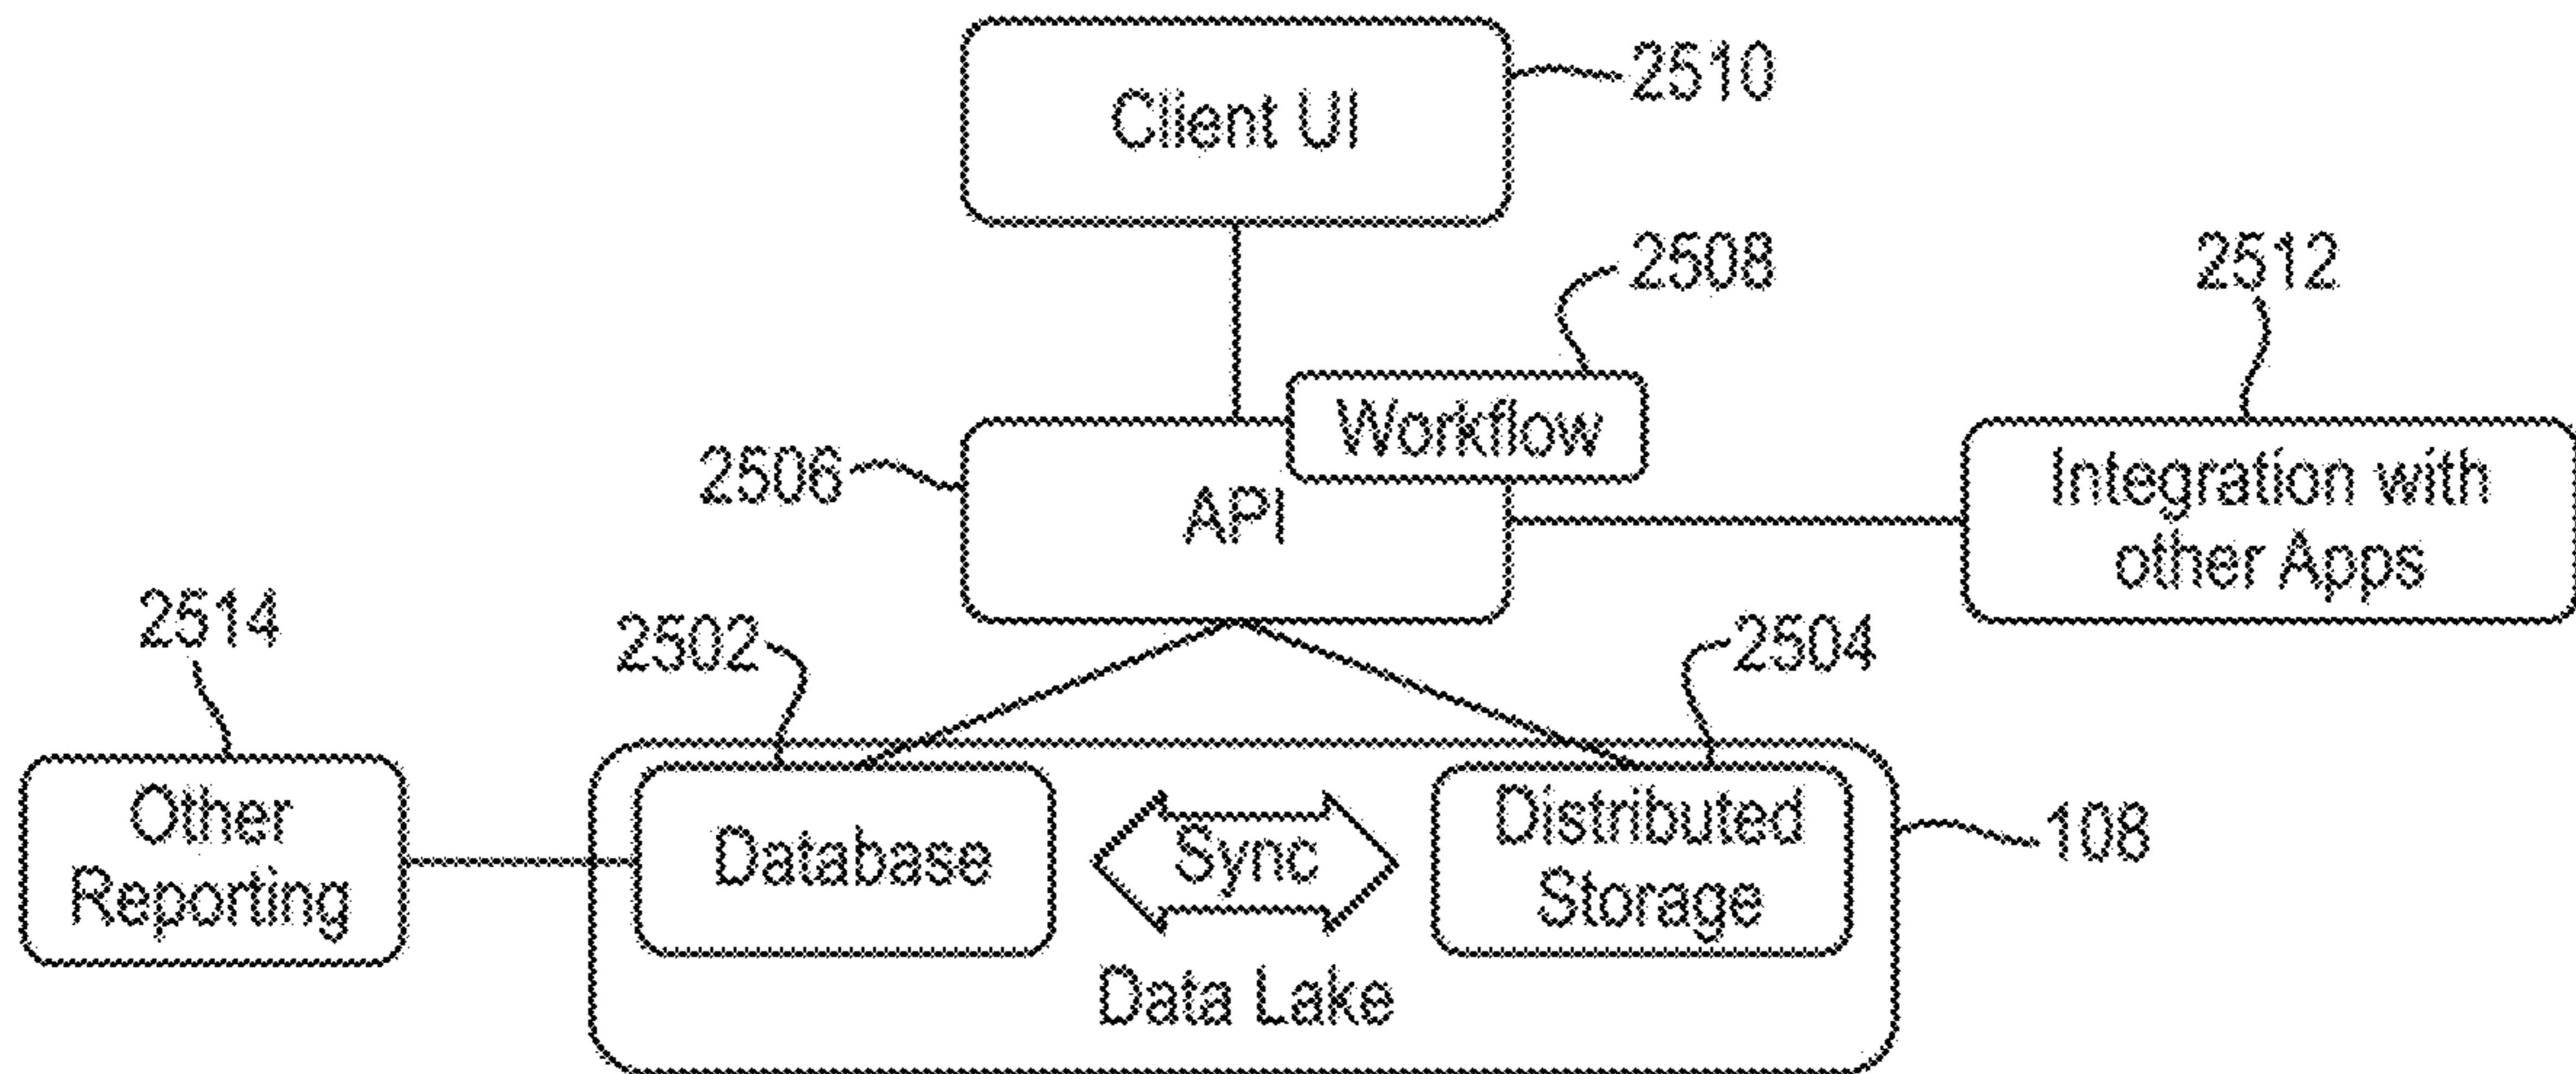 Client UI
2510
2508
2512
Workflow
2506
API
Integration with
other Apps
2514
2502
2504
Other
Reporting
Database
Sync
Distributed
Storage
108
Data Lake